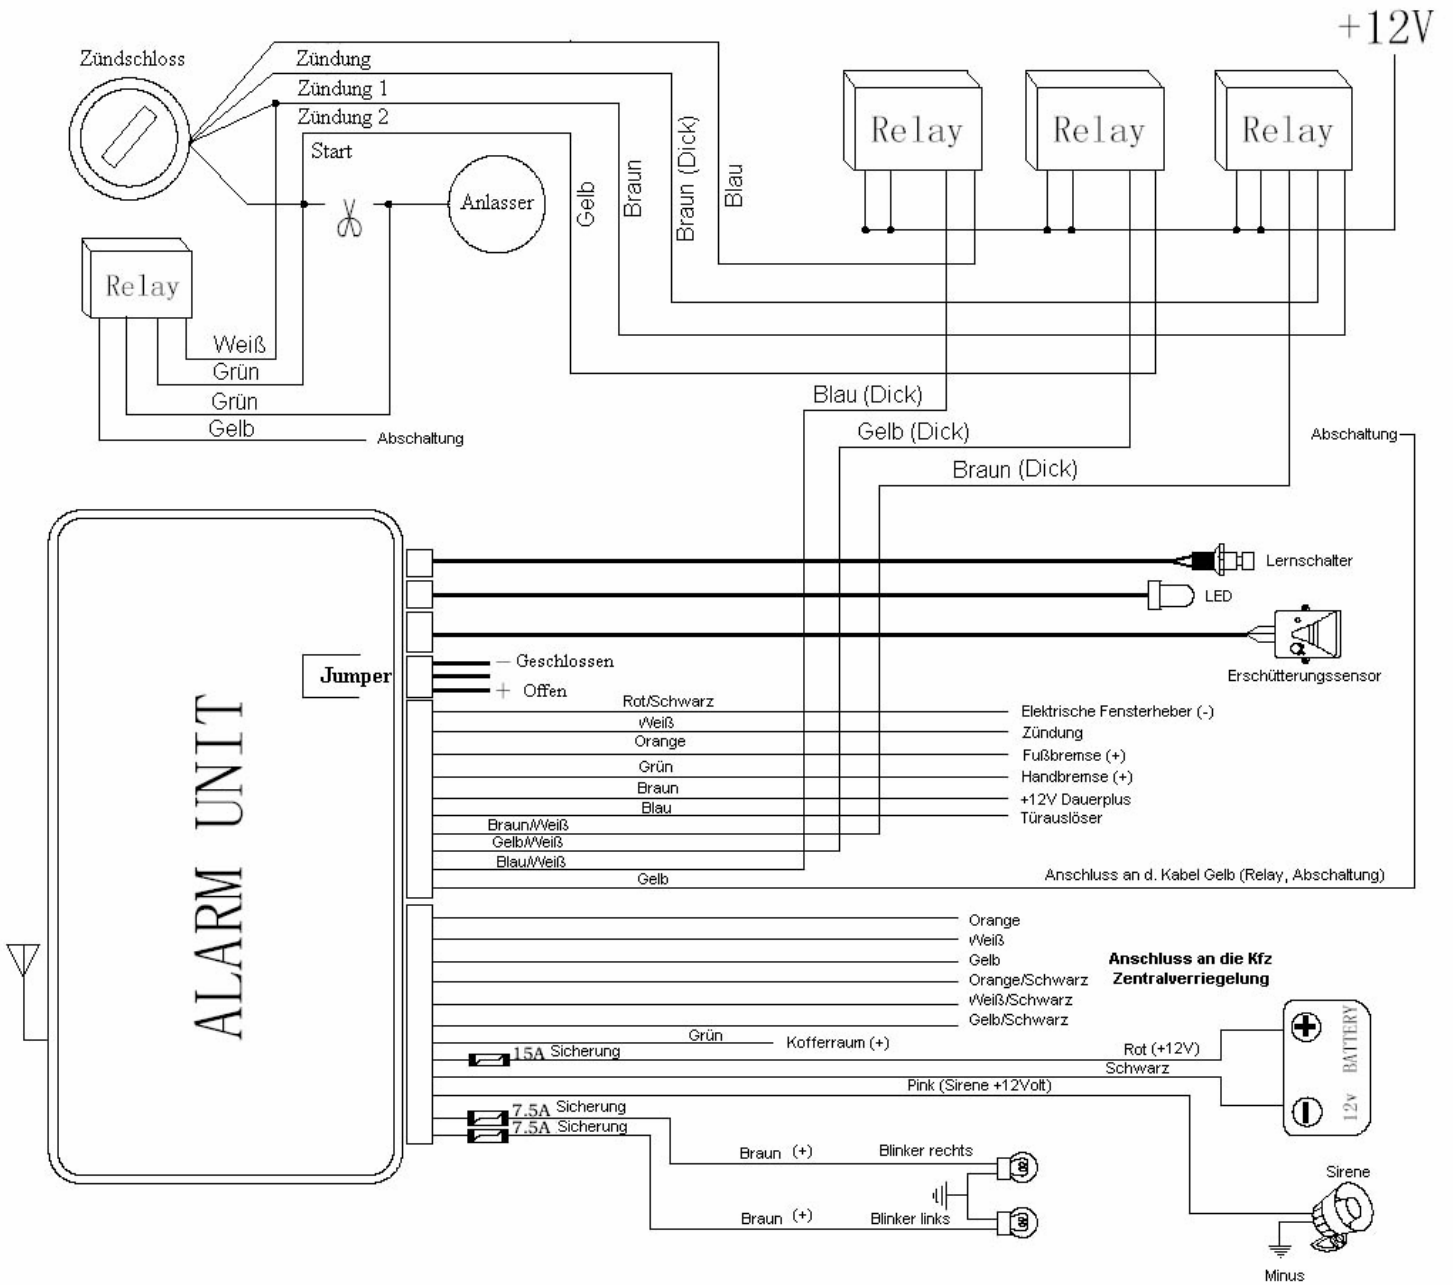 +12V
Zündschloss
Zündung
Zündung 1
Zündung 2
Start
Anlasser
Gelb
Braun
Braun (Dick)
Blau
Relay
Relay
Relay
Relay
Weiß
Grün
Grün
Gelb
Abschaltung
Blau (Dick)
Gelb (Dick)
Braun (Dick)
Abschaltung
Lernschalter
LED
Erschütterungssensor
Jumper
— Geschlossen
+ Offen
ALARM UNIT
Rot/Schwarz
Elektrische Fensterheber (-)
Weiß
Zündung
Orange
Fußbremse (+)
Grün
Handbremse (+)
Braun
+12V Dauerplus
Blau
Türauslöser
Braun/Weiß
Gelb/Weiß
Blau/Weiß
Gelb
Anschluss an d. Kabel Gelb (Relay, Abschaltung)
Orange
Weiß
Gelb
Orange/Schwarz
Weiß/Schwarz
Gelb/Schwarz
Anschluss an die Kfz
Zentralverriegelung
Grün
Kofferraum (+)
15A Sicherung
Rot (+12V)
Schwarz
Pink (Sirene +12Volt)
12v BATTERY
7.5A Sicherung
7.5A Sicherung
Braun (+)
Blinker rechts
Braun (+)
Blinker links
Sirene
Minus